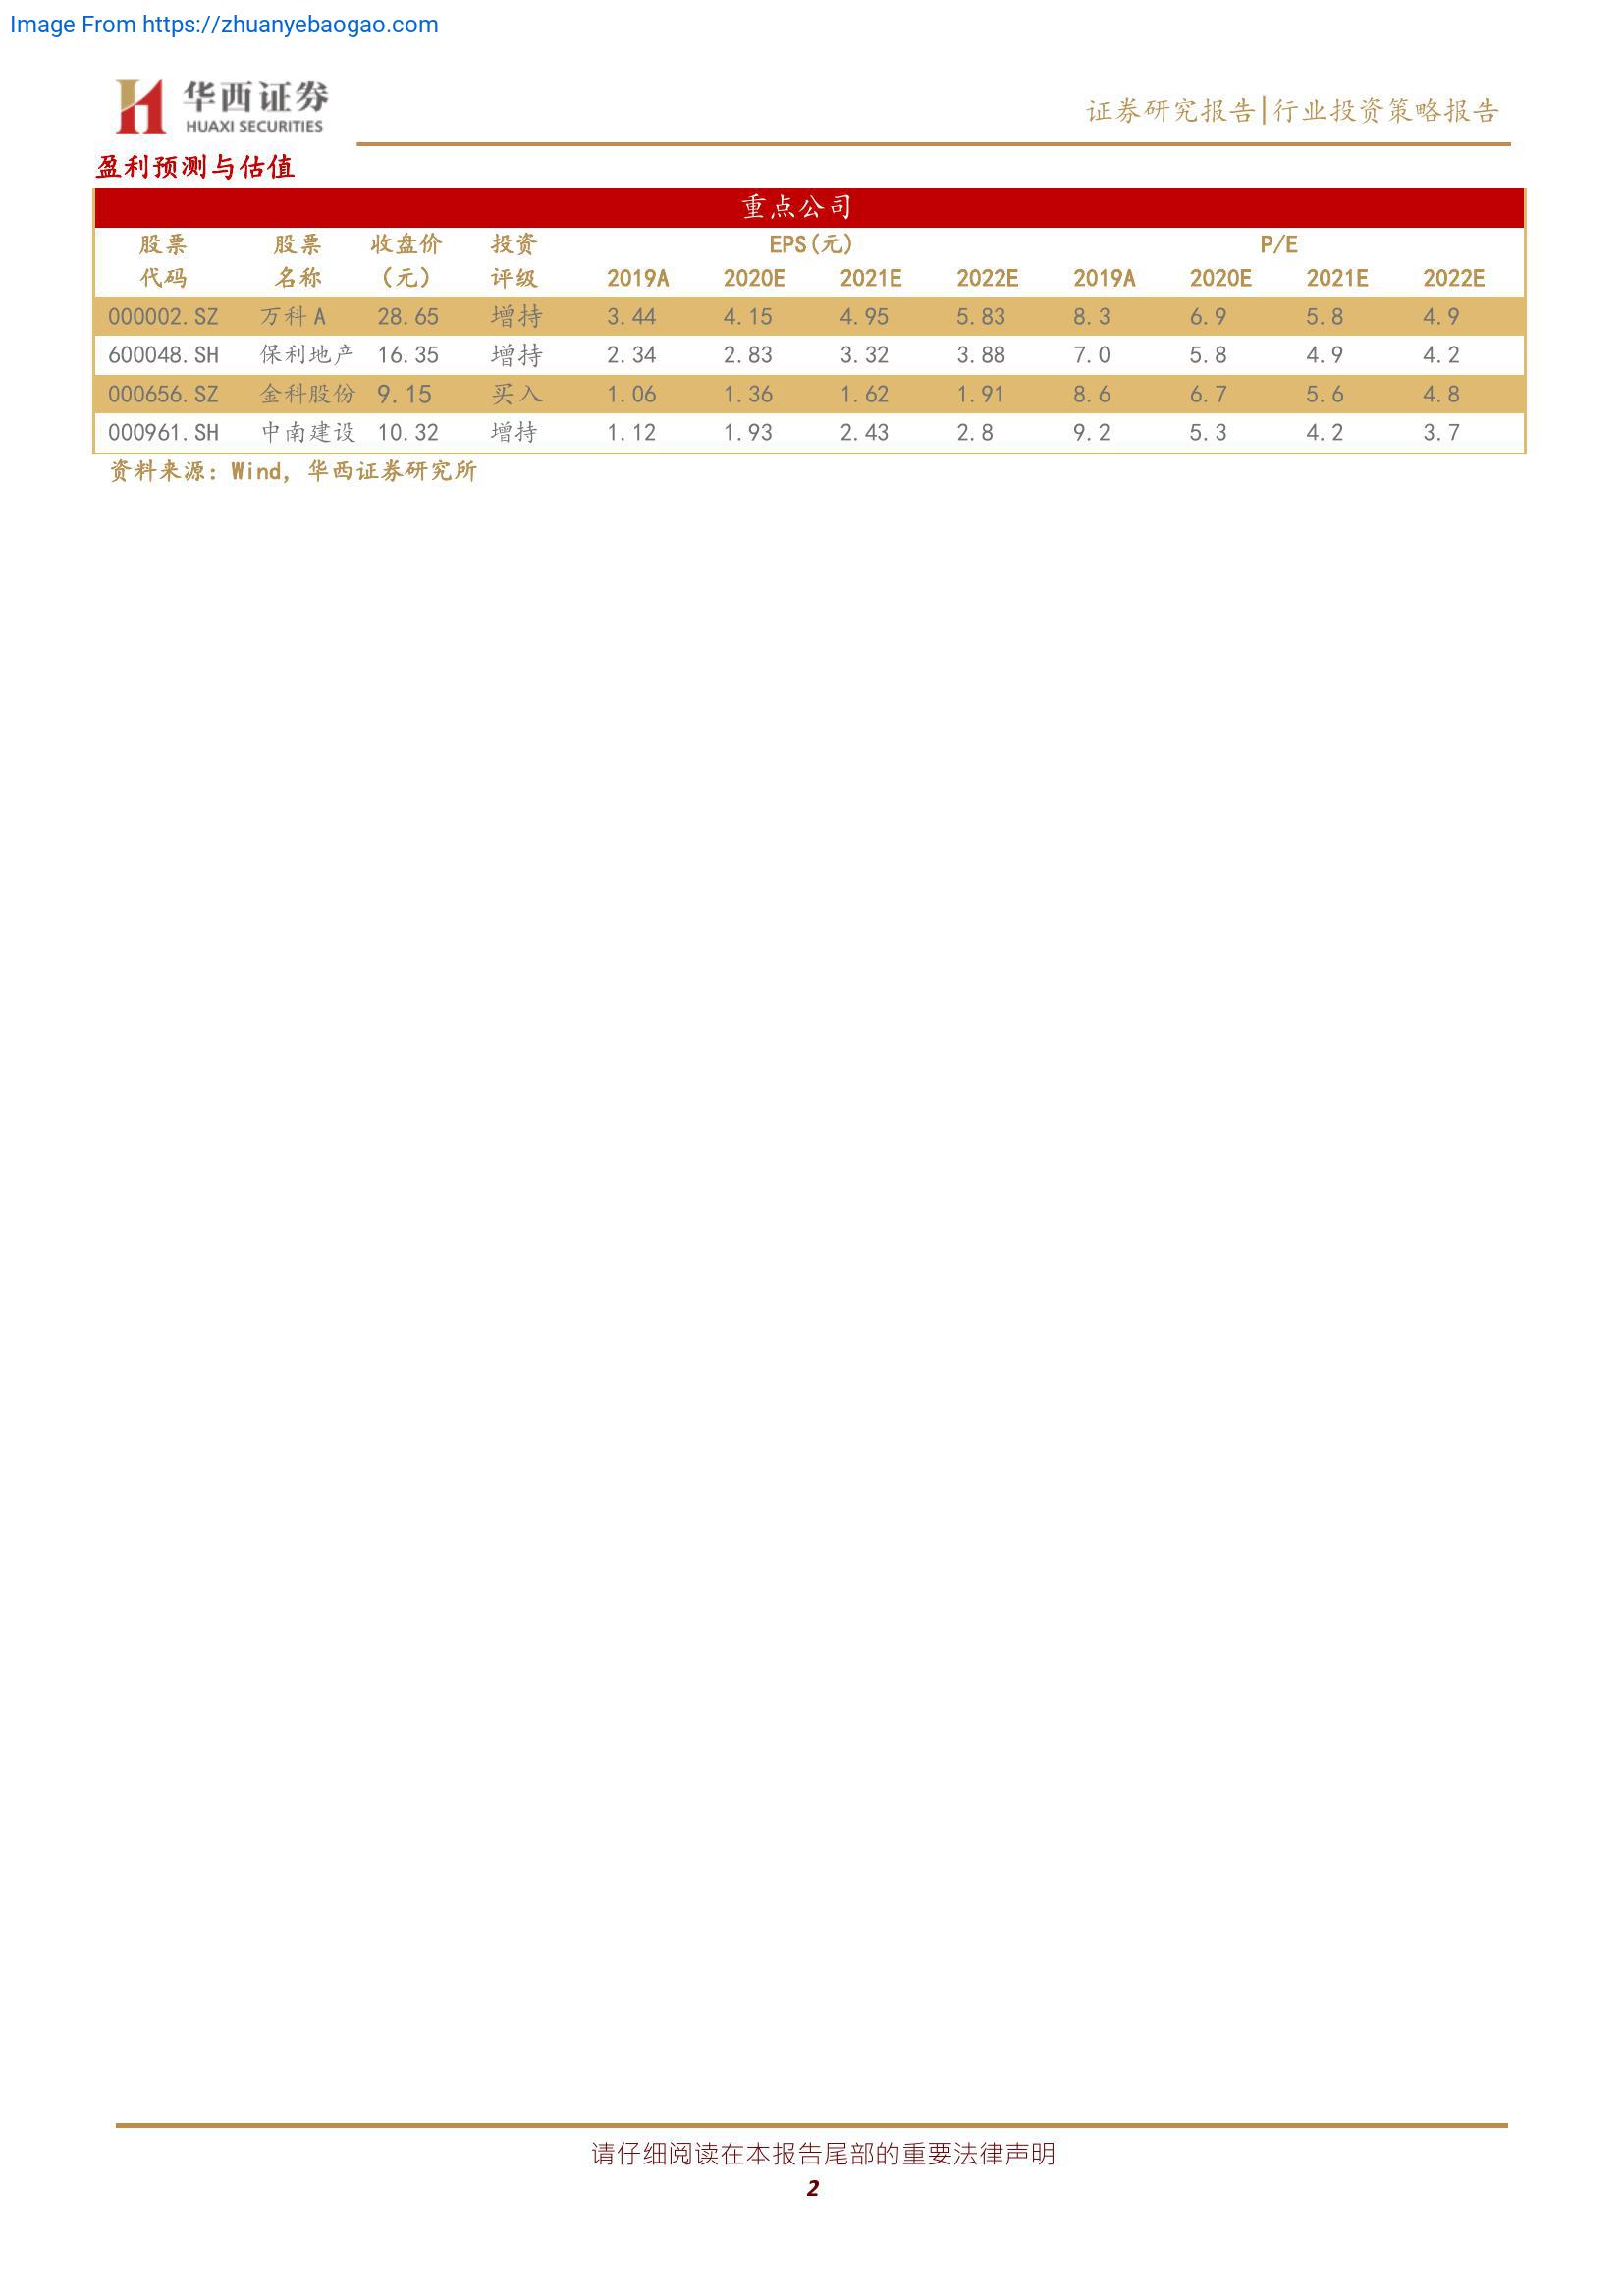 Image From https://zhuanyebaogao.com
华西证券
HUAXI SECURITIES
证券研究报告|行业投资策略报告
盈利预测与估值
重点公司
股票 股票 收盘价 投资 EPS(元) P/E
代码 名称 （元） 评级 2019A 2020E 2021E 2022E 2019A 2020E 2021E 2022E
000002.SZ 万科 A 28.65 增持 3.44 4.15 4.95 5.83 8.3 6.9 5.8 4.9
600048.SH 保利地产 16.35 增持 2.34 2.83 3.32 3.88 7.0 5.8 4.9 4.2
000656.SZ 金科股份 9.15 买入 1.06 1.36 1.62 1.91 8.6 6.7 5.6 4.8
000961.SH 中南建设 10.32 增持 1.12 1.93 2.43 2.8 9.2 5.3 4.2 3.7
资料来源：Wind，华西证券研究所
请仔细阅读在本报告尾部的重要法律声明
2